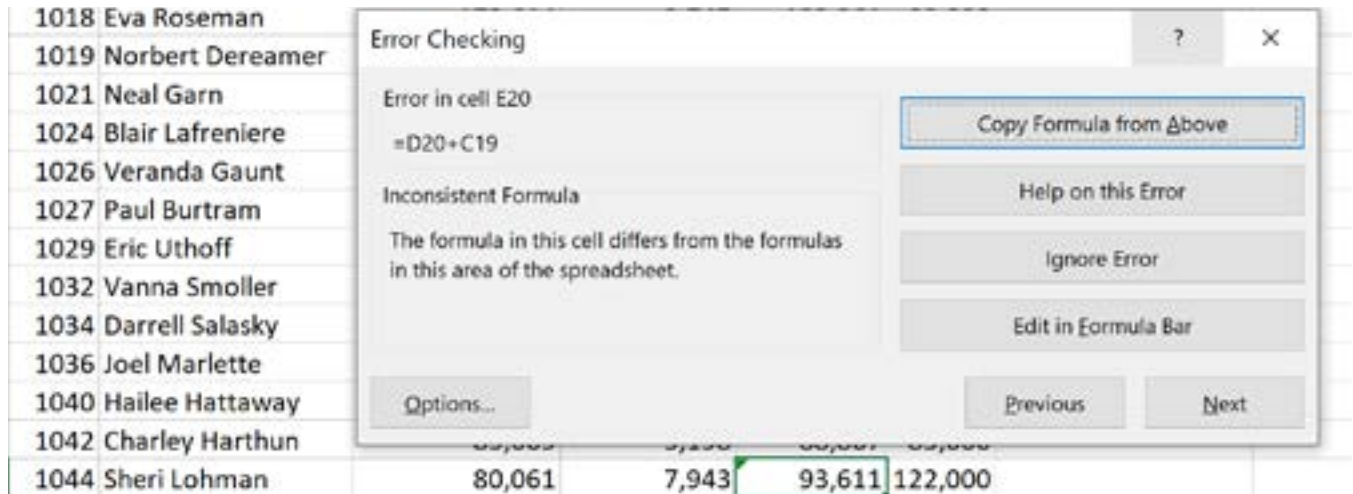 1018 Eva Roseman
Error Checking
?
×
1019 Norbert Dereamer
1021 Neal Garn
1024 Blair Lafreniere
1026 Veranda Gaunt
1027 Paul Burtram
1029 Eric Uthoff
1032 Vanna Smoller
1034 Darrell Salasky
1036 Joel Marlette
1040 Hailee Hattaway
1042 Charley Harthun
1044 Sheri Lohman 80,061 7,943 93,611 122,000
Error in cell E20
=D20+C19
Inconsistent Formula
The formula in this cell differs from the formulas
in this area of the spreadsheet.
Copy Formula from Above
Help on this Error
Ignore Error
Edit in Formula Bar
Options...
Previous
Next